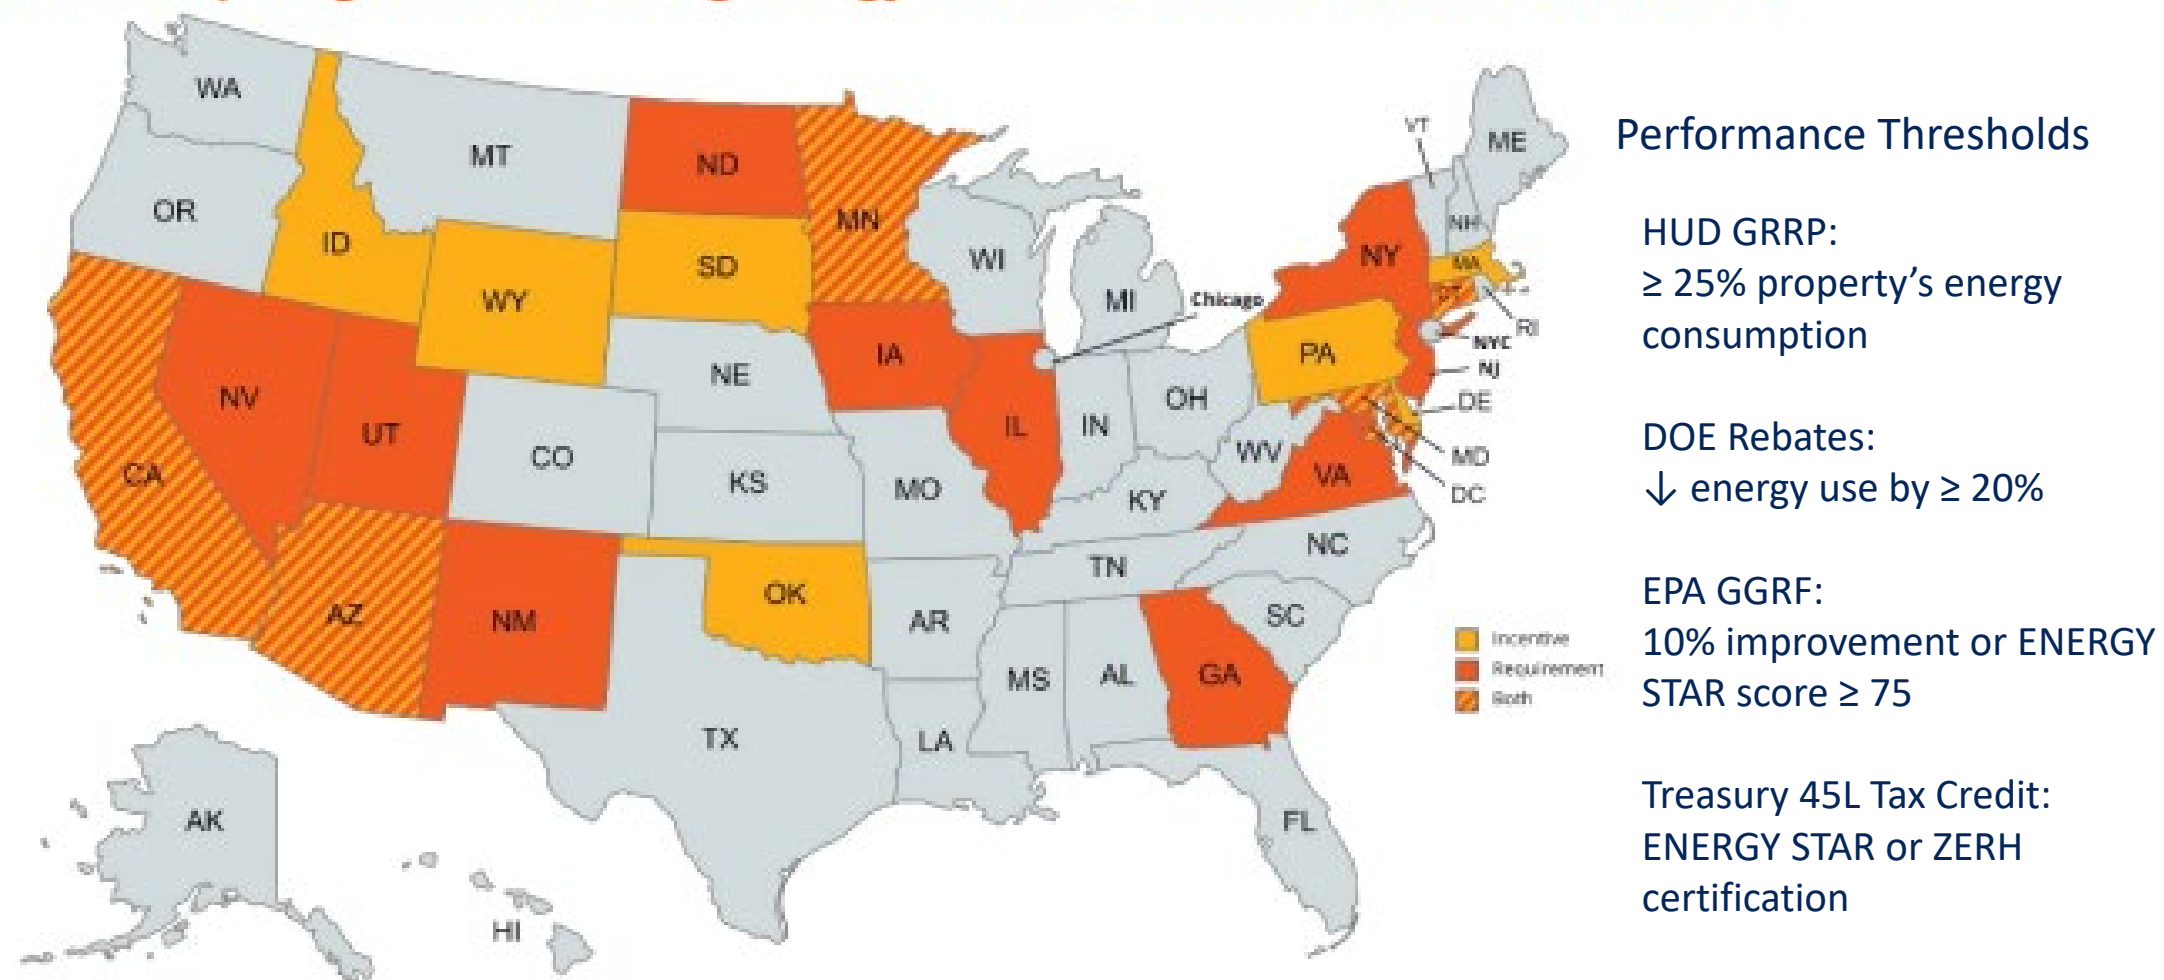 WA
MT
ND
MN
OR
ID
SD
WY
WI
MI
Chicago
VT
ME
NH
NY
MA
CT
RI
NYC
NJ
PA
DE
MD
DC
NV
UT
CA
CO
NE
KS
IA
IL
IN
OH
MO
KY
WV
VA
AZ
NM
OK
AR
TN
NC
SC
MS
AL
GA
TX
LA
FL
AK
HI
Incentive
Requirement
Both
Performance Thresholds
HUD GRRP:
≥ 25% property’s energy
consumption
DOE Rebates:
↓ energy use by ≥ 20%
EPA GGRF:
10% improvement or ENERGY
STAR score ≥ 75
Treasury 45L Tax Credit:
ENERGY STAR or ZERH
certification